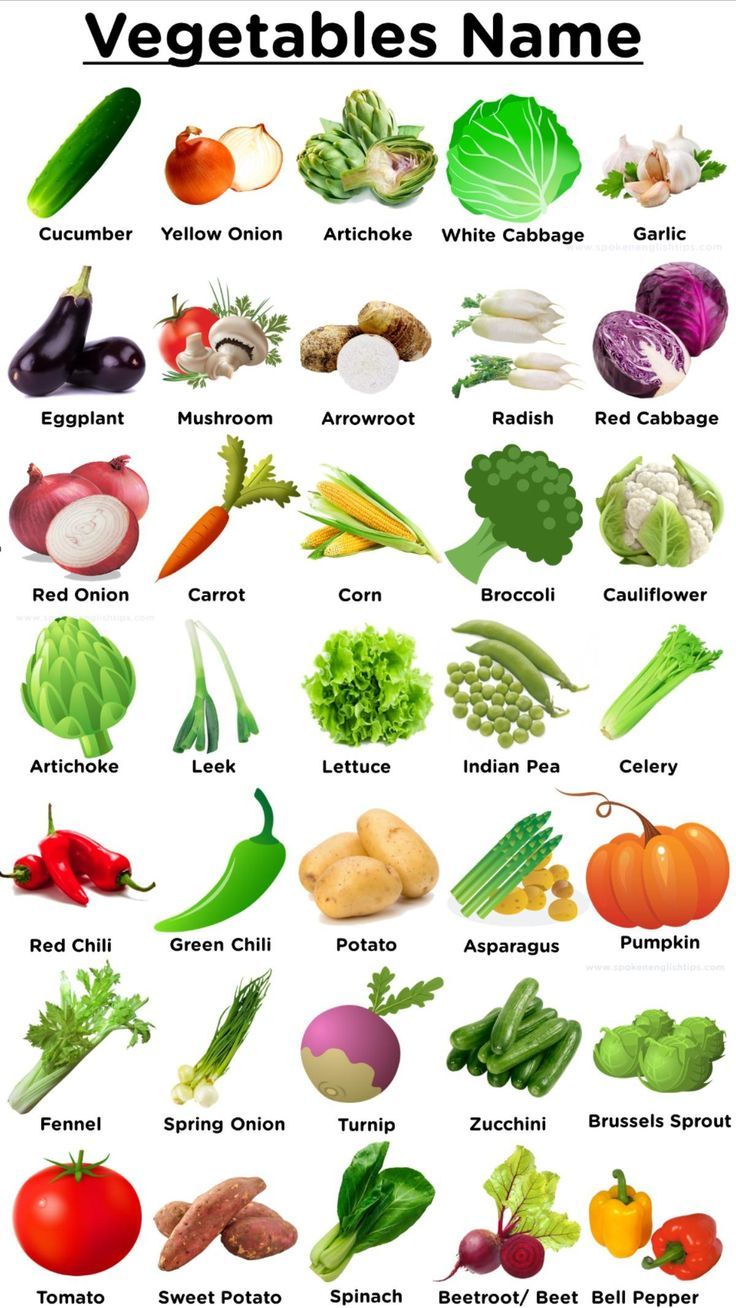 Vegetables Name
Cucumber Yellow Onion Artichoke White Cabbage Garlic
www.spokenenglishtips.com
Eggplant Mushroom Arrowroot Radish Red Cabbage
Red Onion Carrot Corn Broccoli Cauliflower
www.spokenenglishtips.com
Artichoke Leek Lettuce Indian Pea Celery
Red Chili Green Chili Potato Asparagus Pumpkin
www.spokenenglishtips.com
Fennel Spring Onion Turnip Zucchini Brussels Sprout
Tomato Sweet Potato Spinach Beetroot/ Beet Bell Pepper